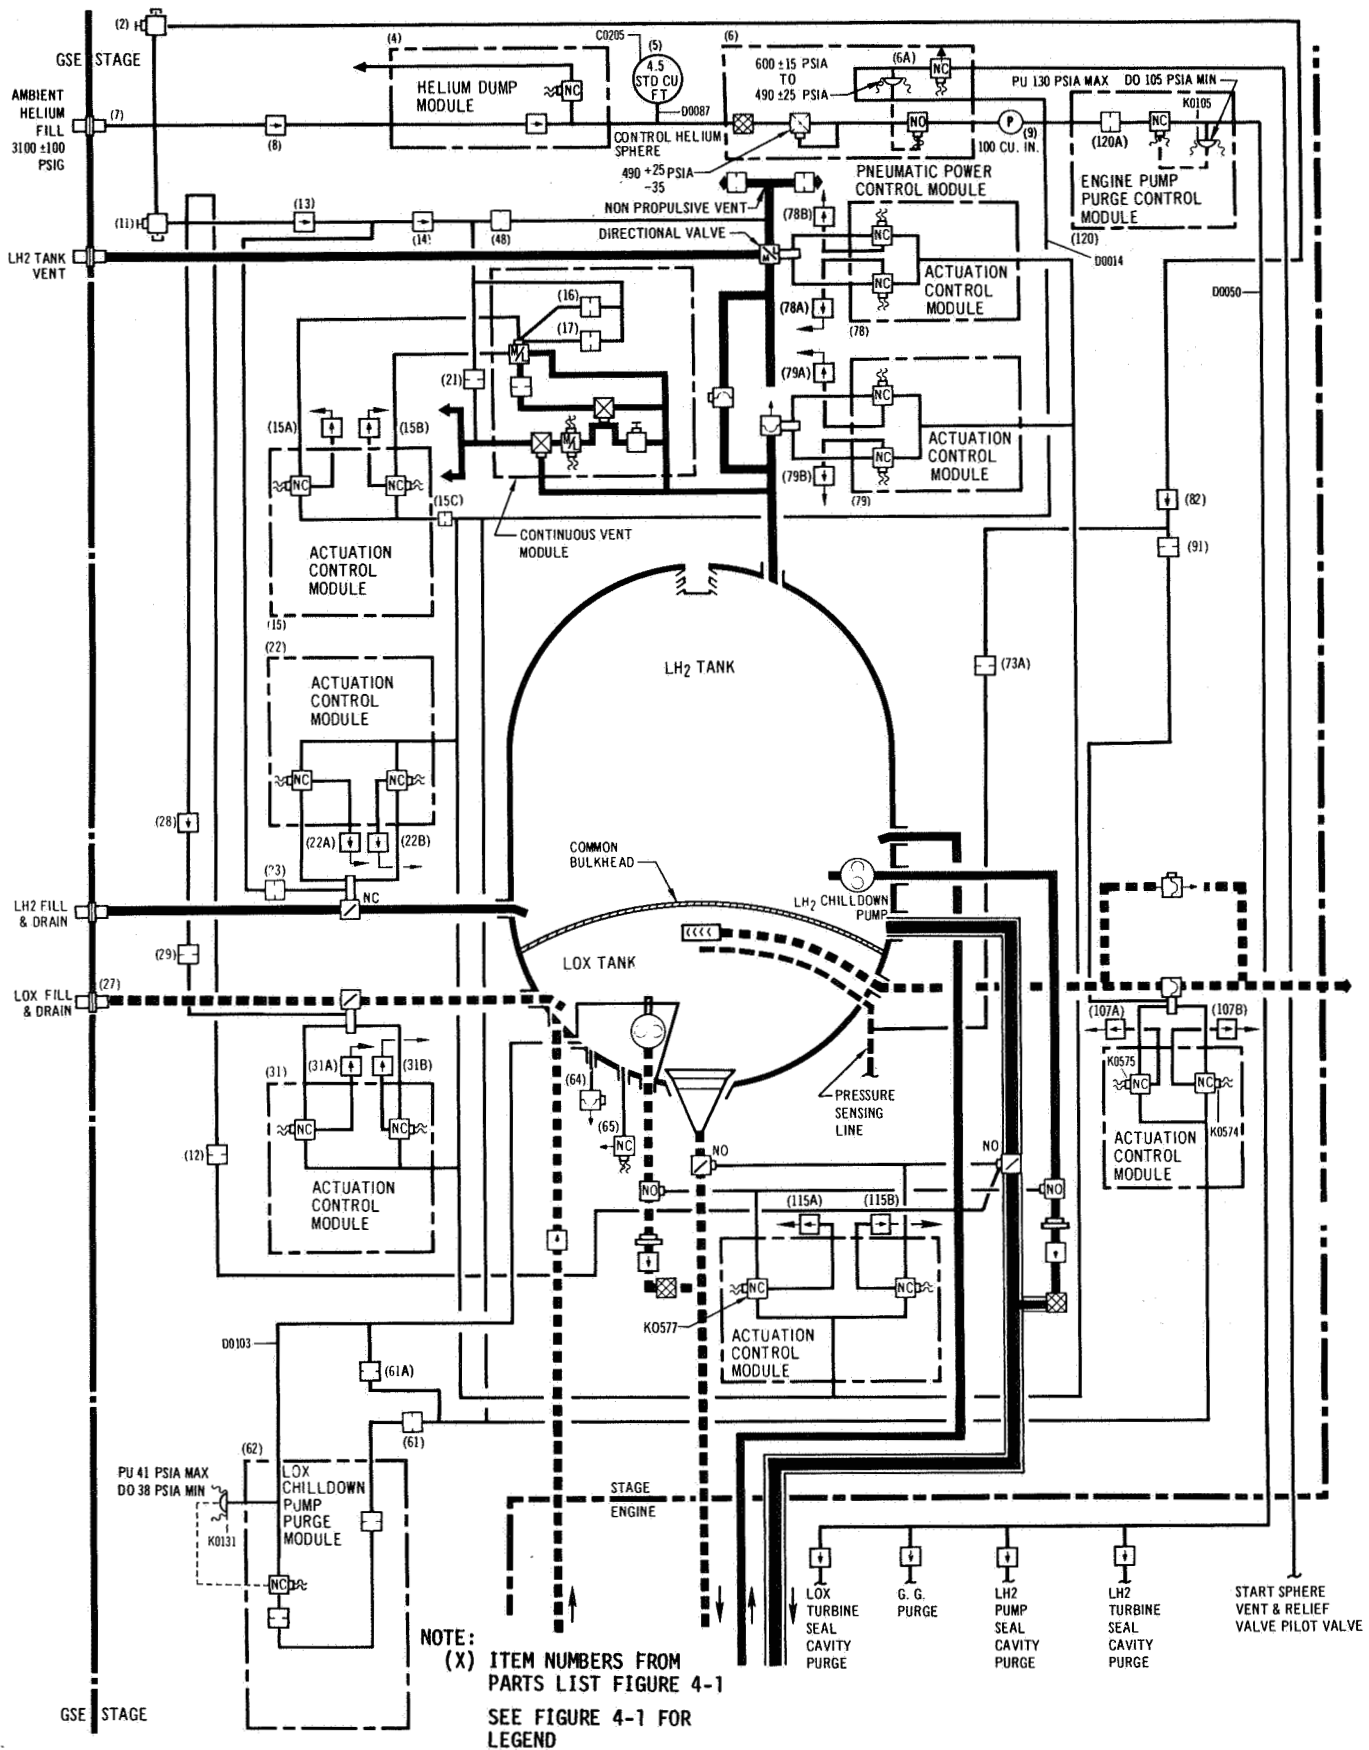 (2)
GSE STAGE
(4)
HELIUM DUMP
MODULE
NC
C0205
(5)
4.5
STD CU
FT
D0087
(6)
600 ±15 PSIA
TO
490 ±25 PSIA
(6A)
NC
PU 130 PSIA MAX DO 105 PSIA MIN
K0105
AMBIENT
HELIUM
FILL
3100 ±100
PSIG
(7)
(8)
CONTROL HELIUM
SPHERE
490 +25 PSIA
-35
NO
P
(9)
100 CU. IN.
(120A)
NC
ENGINE PUMP
PURGE CONTROL
MODULE
(120)
PNEUMATIC POWER
CONTROL MODULE
NON PROPULSIVE VENT
DIRECTIONAL VALVE
(11)
(13)
(14)
(48)
LH2 TANK
VENT
(78B)
NC
ACTUATION
CONTROL
MODULE
NC
(78A)
(78)
D0014
D0050
(16)
(17)
(21)
(79A)
NC
ACTUATION
CONTROL
MODULE
NC
(79B)
(79)
(15A)
(15B)
NC
NC
(15C)
CONTINUOUS VENT
MODULE
ACTUATION
CONTROL
MODULE
(15)
(82)
(91)
(22)
ACTUATION
CONTROL
MODULE
NC
NC
(22A)
(22B)
LH2 TANK
(73A)
(28)
(23)
NC
COMMON
BULKHEAD
LH2 CHILLDOWN
PUMP
LH2 FILL
& DRAIN
(29)
LOX TANK
LOX FILL
& DRAIN
(27)
(31)
(31A)
(31B)
NC
NC
ACTUATION
CONTROL
MODULE
(12)
(64)
(65)
NC
NO
NO
PRESSURE
SENSING
LINE
NO
NO
(107A)
(107B)
K0575
NC
NC
K0574
ACTUATION
CONTROL
MODULE
(115A)
(115B)
NC
NC
K0577
ACTUATION
CONTROL
MODULE
D0103
(61A)
(61)
(62)
PU 41 PSIA MAX
DO 38 PSIA MIN
K0131
LOX
CHILLDOWN
PUMP
PURGE
MODULE
NC
STAGE
ENGINE
LOX
TURBINE
SEAL
CAVITY
PURGE
G. G.
PURGE
LH2
PUMP
SEAL
CAVITY
PURGE
LH2
TURBINE
SEAL
CAVITY
PURGE
START SPHERE
VENT & RELIEF
VALVE PILOT VALVE
NOTE:
(X) ITEM NUMBERS FROM
PARTS LIST FIGURE 4-1
SEE FIGURE 4-1 FOR
LEGEND
GSE STAGE